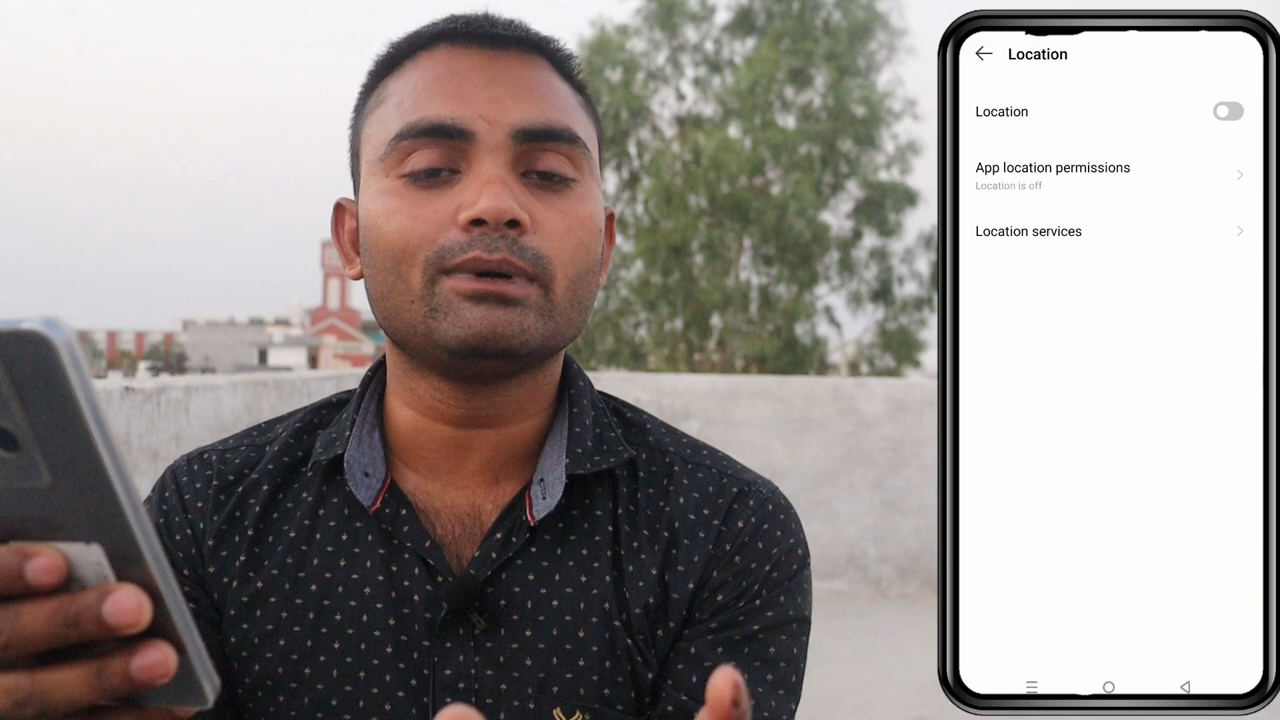 Location
Location
App location permissions
Location is off
Location services